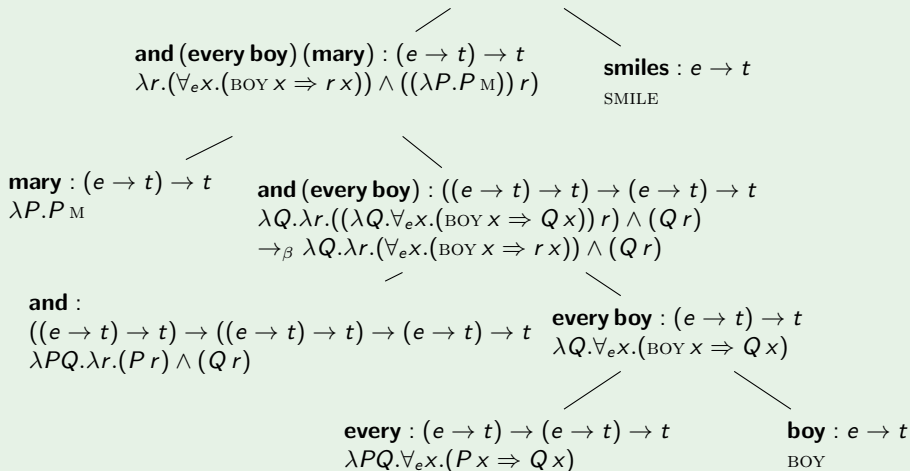 and (every boy) (mary) : (e → t) → t
λr.(∀ₑx.(BOY x ⇒ r x)) ∧ ((λP.P M)) r)
smiles : e → t
SMILE
mary : (e → t) → t
λP.P M
and (every boy) : ((e → t) → t) → (e → t) → t
λQ.λr.((λQ.∀ₑx.(BOY x ⇒ Q x)) r) ∧ (Q r)
→ᵦ λQ.λr.(∀ₑx.(BOY x ⇒ r x)) ∧ (Q r)
and :
((e → t) → t) → ((e → t) → t) → (e → t) → t
λPQ.λr.(P r) ∧ (Q r)
every boy : (e → t) → t
λQ.∀ₑx.(BOY x ⇒ Q x)
every : (e → t) → (e → t) → t
λPQ.∀ₑx.(P x ⇒ Q x)
boy : e → t
BOY